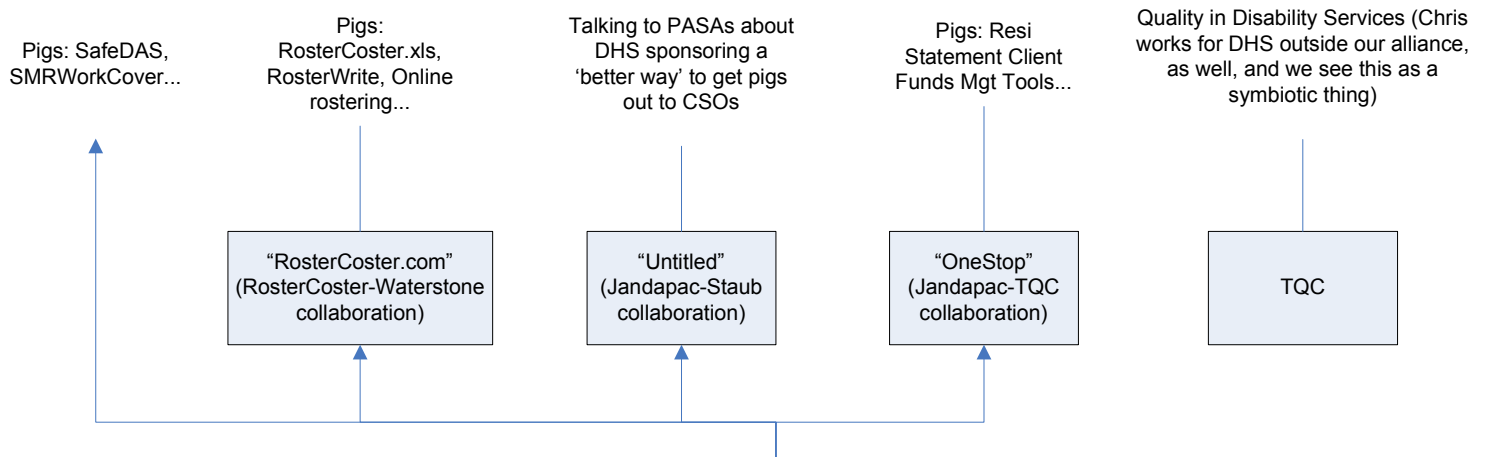 Pigs: SafeDAS,
SMRWorkCover...
Pigs:
RosterCoster.xls,
RosterWrite, Online
rostering...
Talking to PASAs about
DHS sponsoring a
‘better way’ to get pigs
out to CSOs
Pigs: Resi
Statement Client
Funds Mgt Tools...
Quality in Disability Services (Chris
works for DHS outside our alliance,
as well, and we see this as a
symbiotic thing)
“RosterCoster.com”
(RosterCoster-Waterstone
collaboration)
“Untitled”
(Jandapac-Staub
collaboration)
“OneStop”
(Jandapac-TQC
collaboration)
TQC